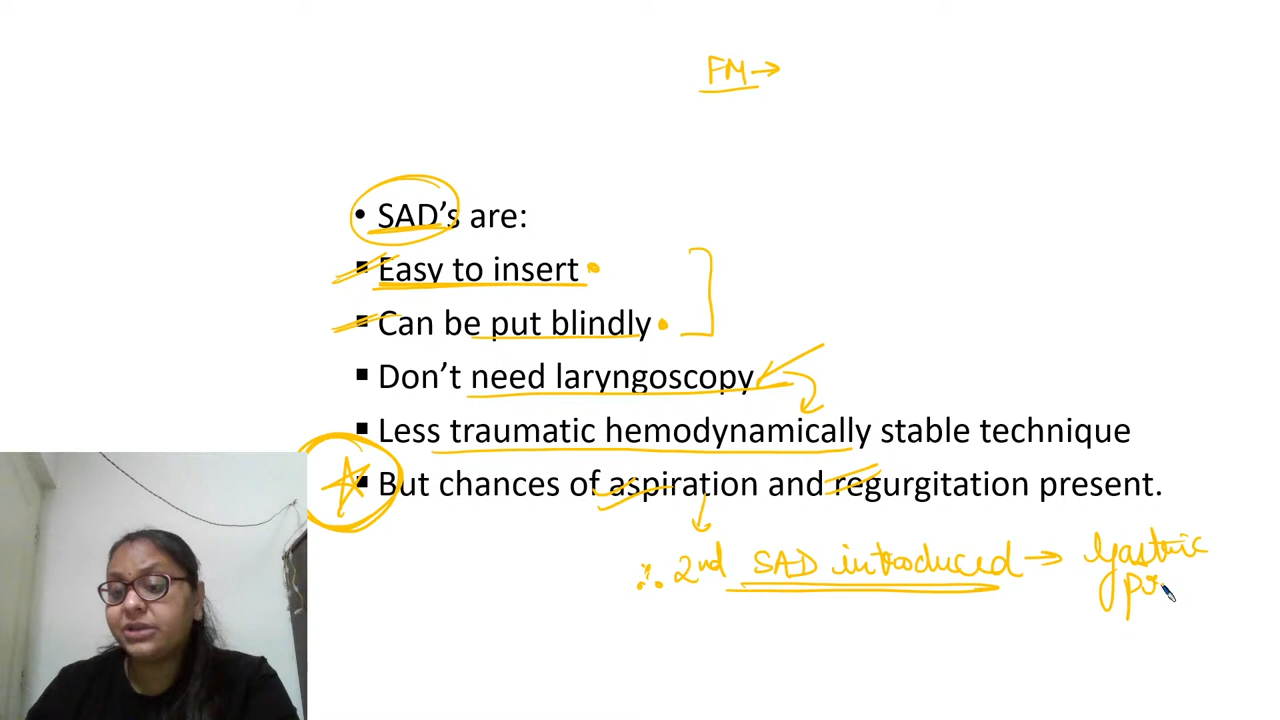 FM →
• SAD's are:
▪ Easy to insert
▪ Can be put blindly
▪ Don't need laryngoscopy
▪ Less traumatic hemodynamically stable technique
▪ But chances of aspiration and regurgitation present.
∴ 2nd SAD introduced → Gastric